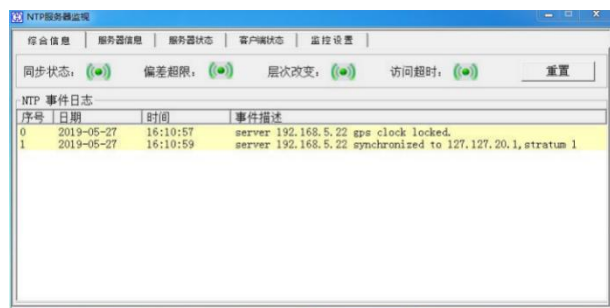 NTP服务器监视
综合信息 服务器信息 服务器状态 客户端状态 监控设置
同步状态： 偏差超限： 层次改变： 访问超时： 重置
NTP 事件日志
序号 日期 时间 事件描述
0 2019-05-27 16:10:57 server 192.168.5.22 gps clock locked.
1 2019-05-27 16:10:59 server 192.168.5.22 synchronized to 127.127.20.1,stratum 1